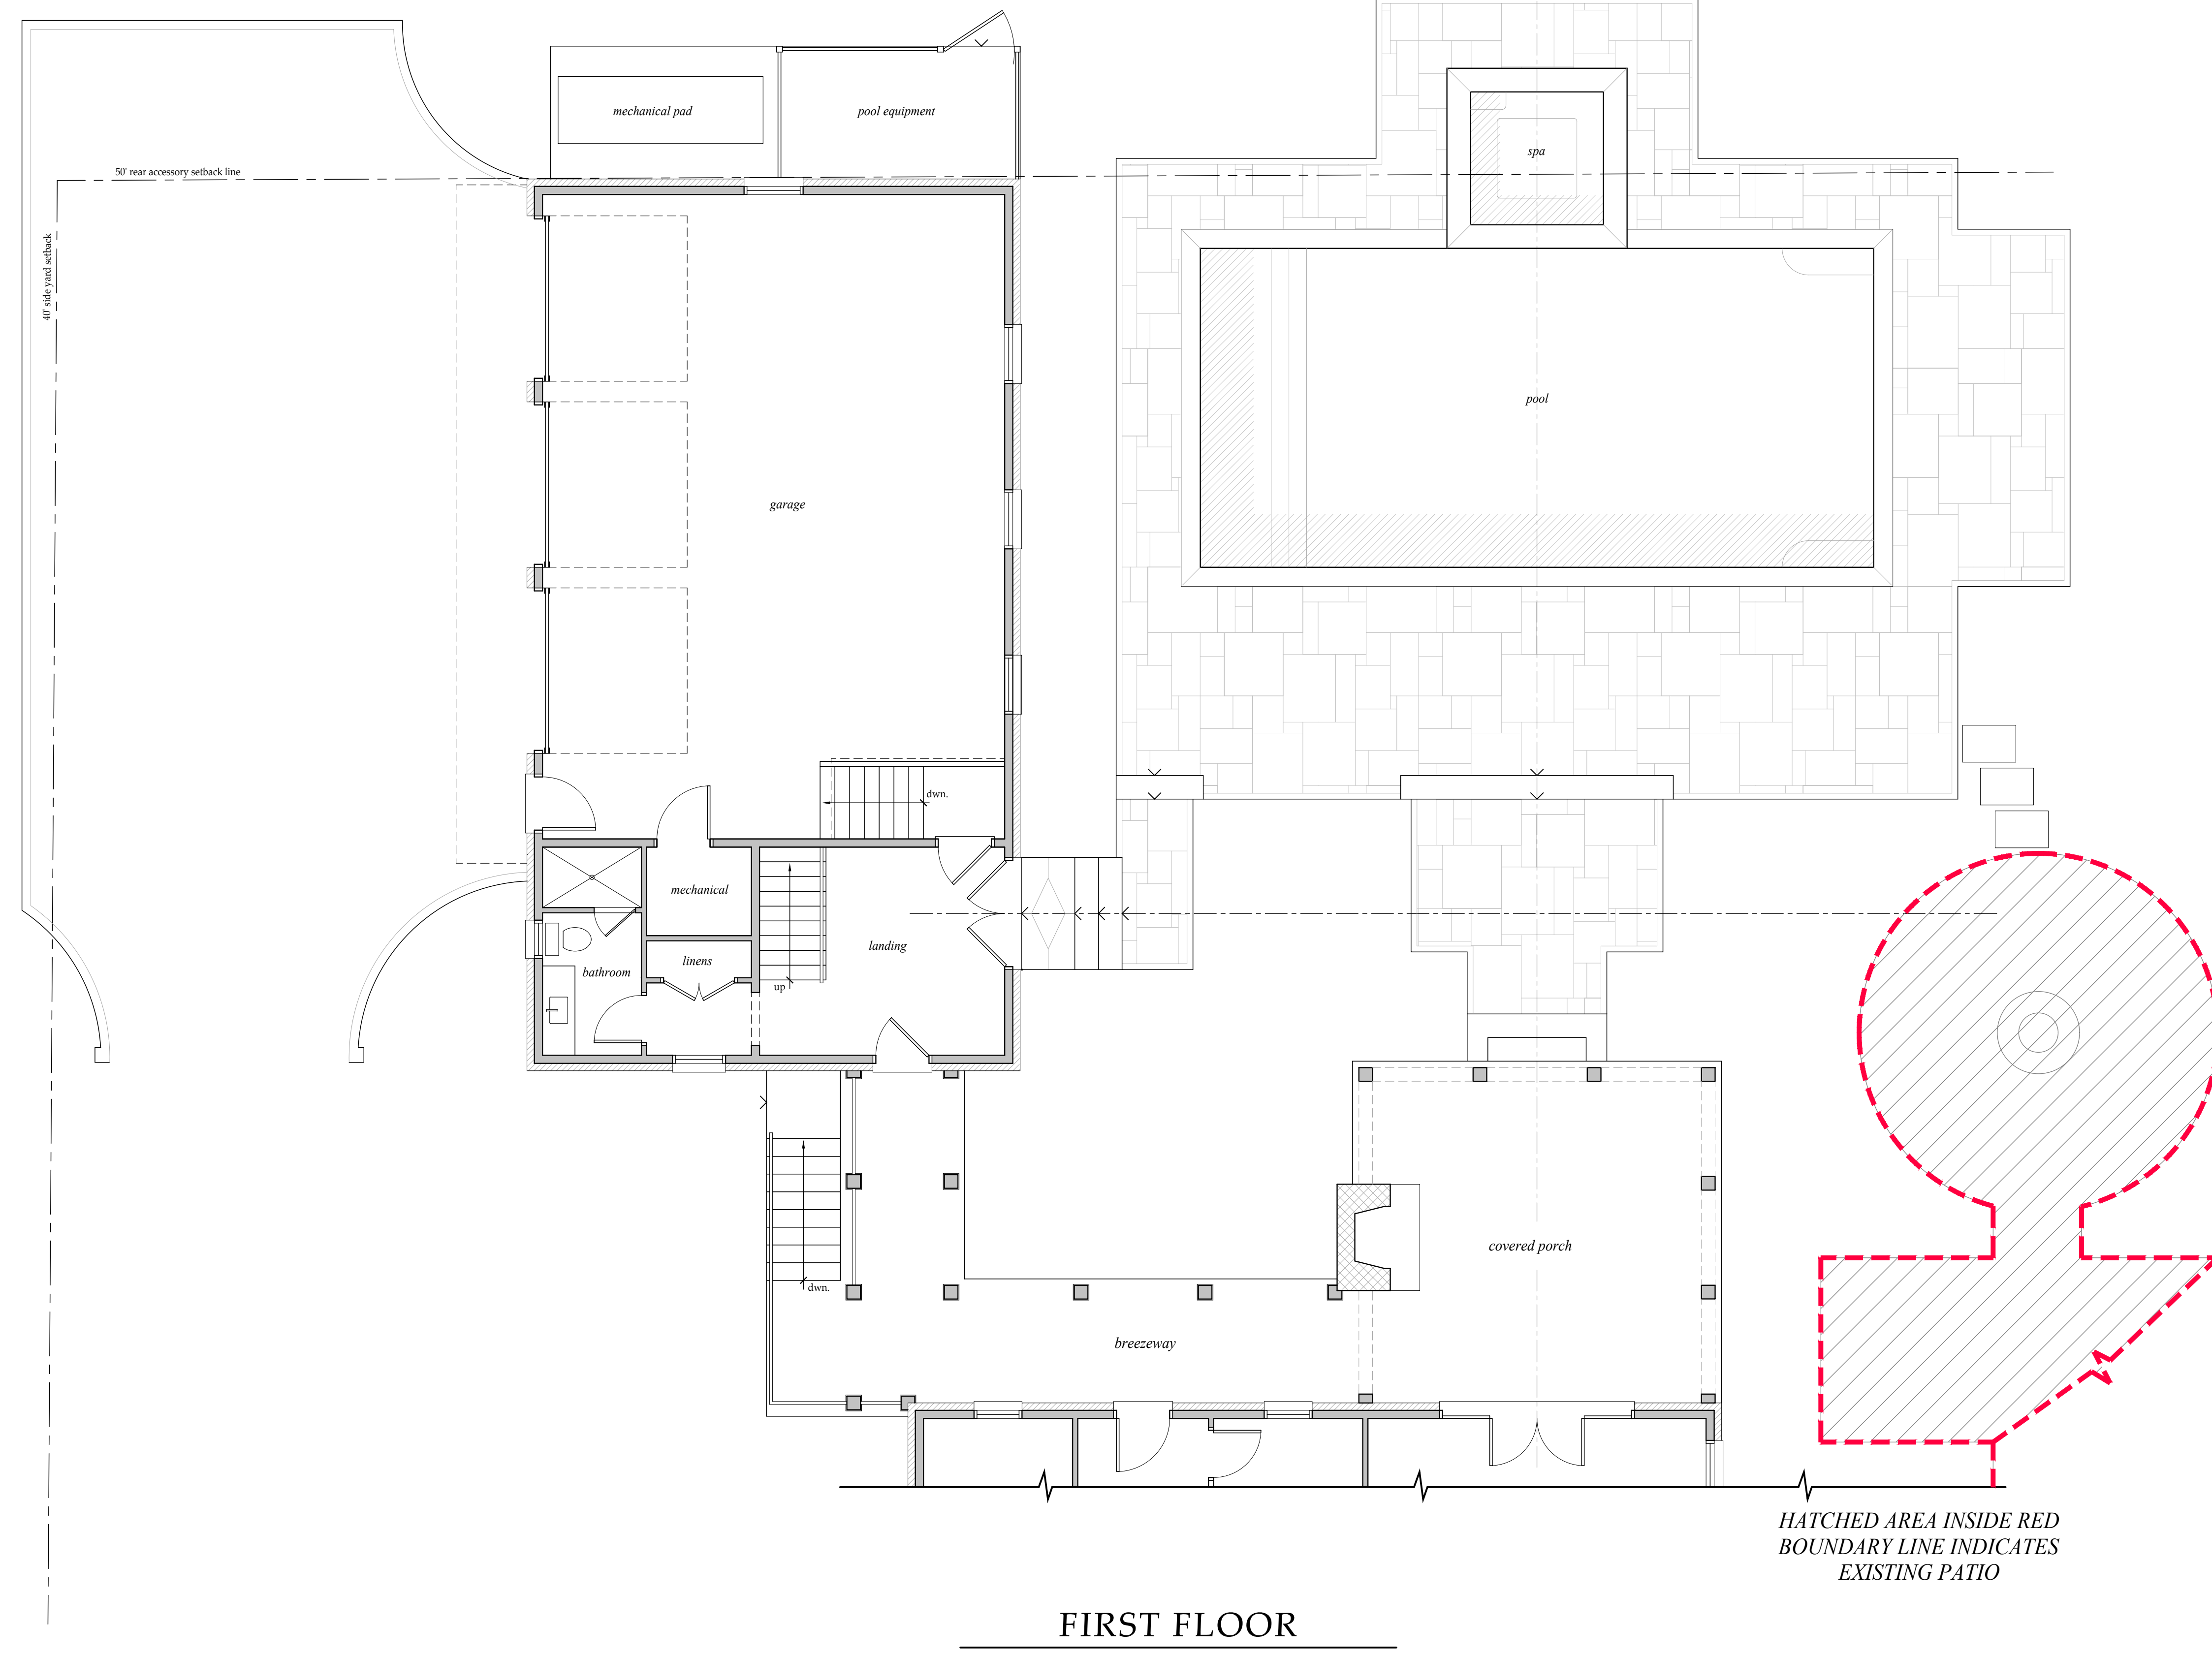 mechanical pad
pool equipment
spa
50' rear accessory setback line
40' side yard setback
pool
garage
dwn.
mechanical
landing
linens
bathroom
up
covered porch
dwn.
breezeway
HATCHED AREA INSIDE RED
BOUNDARY LINE INDICATES
EXISTING PATIO
FIRST FLOOR